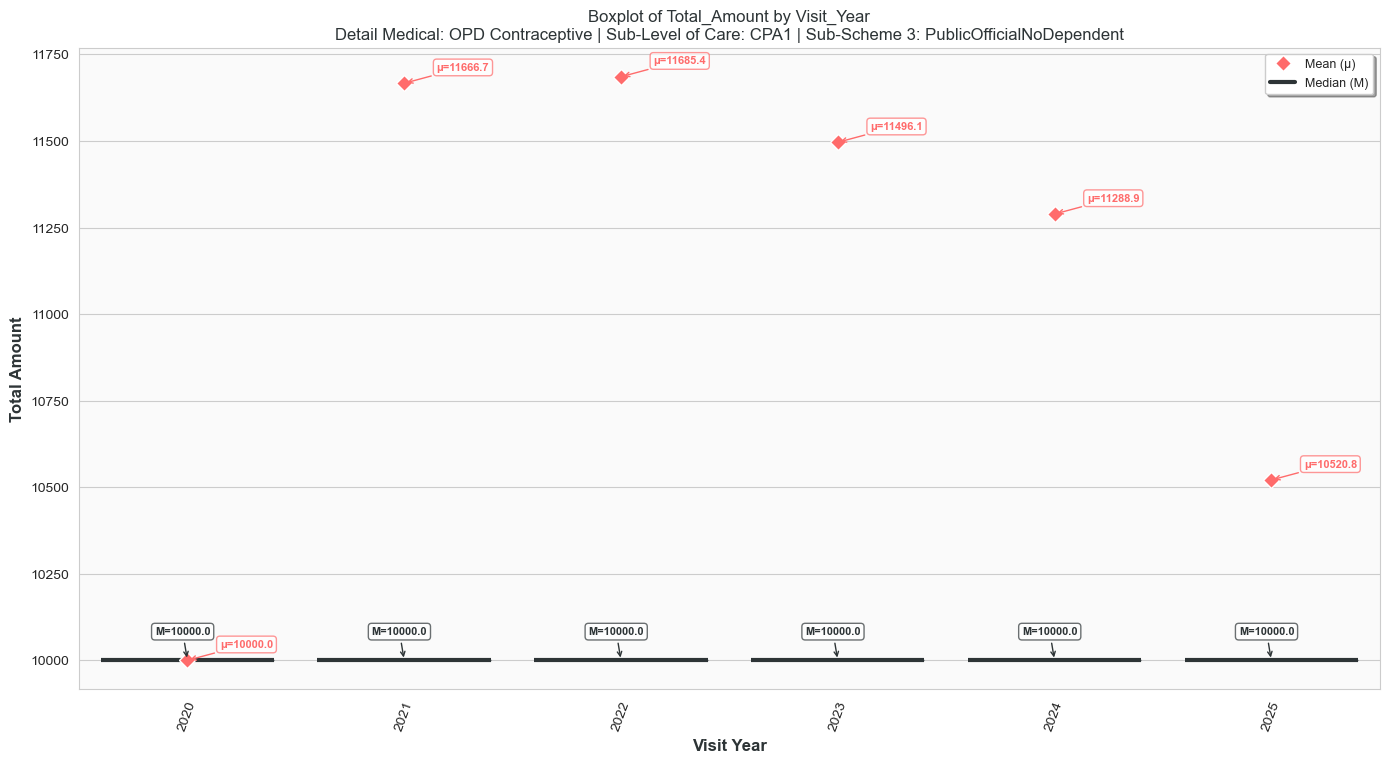 Boxplot of Total_Amount by Visit_Year
Detail Medical: OPD Contraceptive | Sub-Level of Care: CPA1 | Sub-Scheme 3: PublicOfficialNoDependent
Mean (μ)
Median (M)
Total Amount
11750
11500
11250
11000
10750
10500
10250
10000
μ=11666.7
μ=11685.4
μ=11496.1
μ=11288.9
μ=10520.8
μ=10000.0
M=10000.0
M=10000.0
M=10000.0
M=10000.0
M=10000.0
M=10000.0
2020
2021
2022
2023
2024
2025
Visit Year